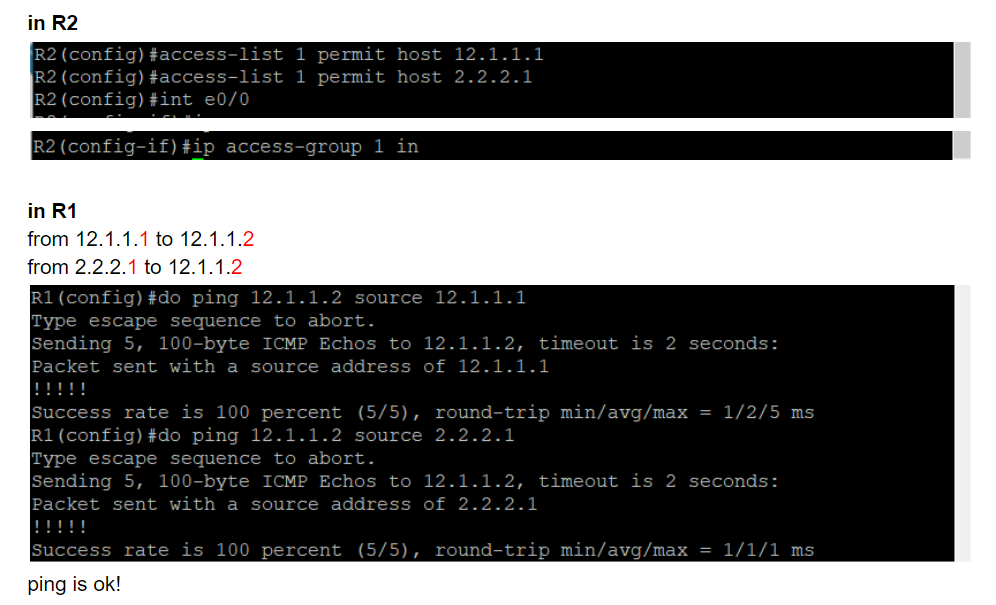 in R2
R2(config)#access-list 1 permit host 12.1.1.1
R2(config)#access-list 1 permit host 2.2.2.1
R2(config)#int e0/0
R2(config-if)#ip access-group 1 in
in R1
from 12.1.1.1 to 12.1.1.2
from 2.2.2.1 to 12.1.1.2
R1(config)#do ping 12.1.1.2 source 12.1.1.1
Type escape sequence to abort.
Sending 5, 100-byte ICMP Echos to 12.1.1.2, timeout is 2 seconds:
Packet sent with a source address of 12.1.1.1
!!!!!
Success rate is 100 percent (5/5), round-trip min/avg/max = 1/2/5 ms
R1(config)#do ping 12.1.1.2 source 2.2.2.1
Type escape sequence to abort.
Sending 5, 100-byte ICMP Echos to 12.1.1.2, timeout is 2 seconds:
Packet sent with a source address of 2.2.2.1
!!!!!
Success rate is 100 percent (5/5), round-trip min/avg/max = 1/1/1 ms
ping is ok!